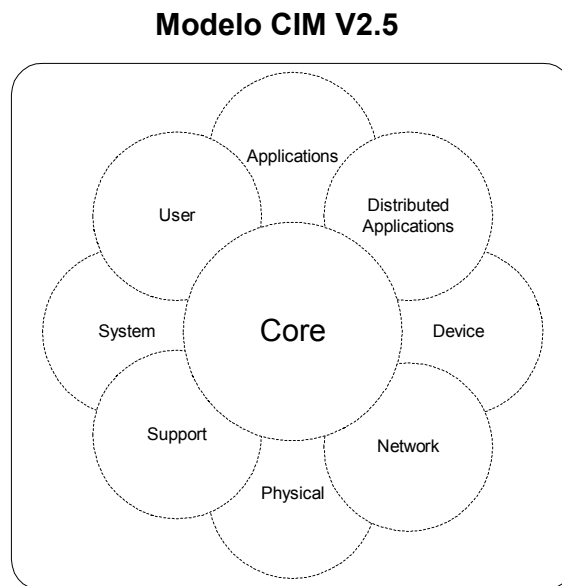 Modelo CIM V2.5
Applications
User
Distributed
Applications
System
Core
Device
Support
Network
Physical